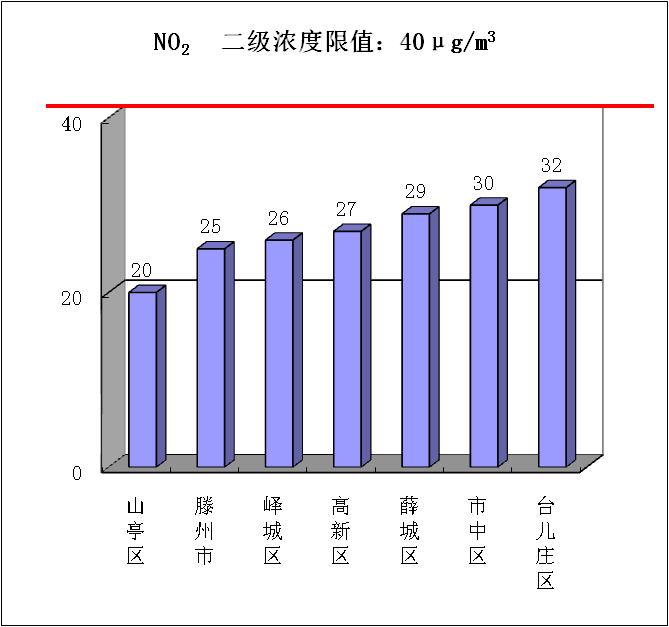 NO₂ 二级浓度限值：40μg/m³
40
20
0
20
25
26
27
29
30
32
山亭区
滕州市
峄城区
高新区
薛城区
市中区
台儿庄区